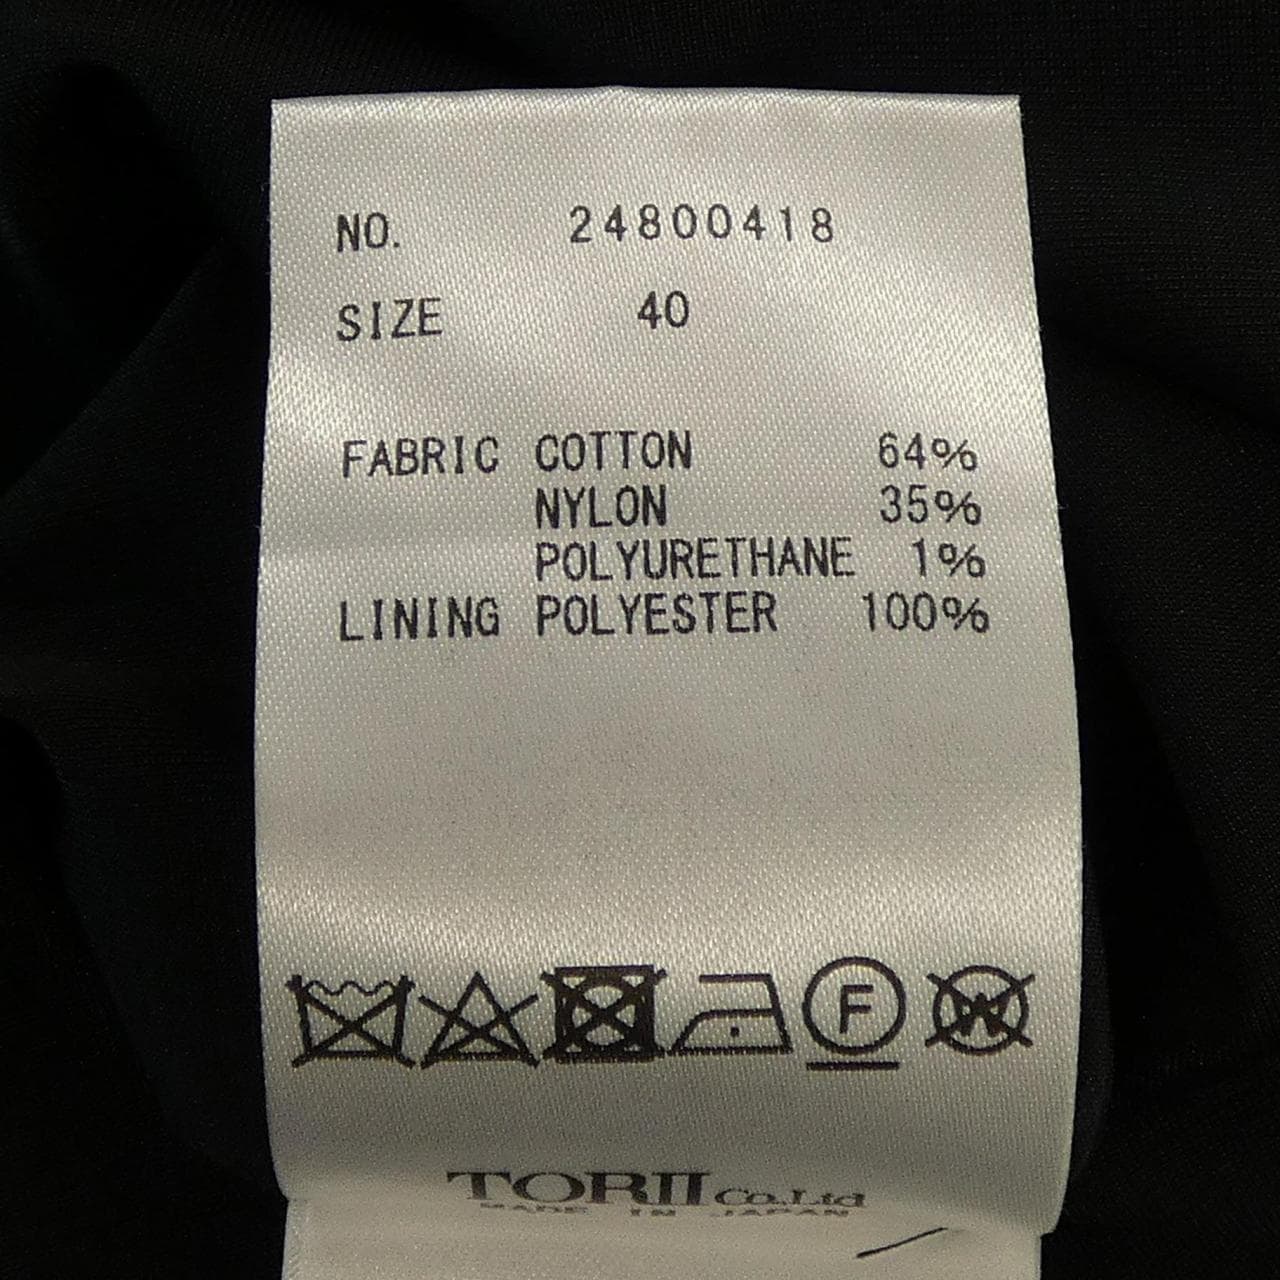 NO. 24800418
SIZE 40
FABRIC COTTON 64%
NYLON 35%
POLYURETHANE 1%
LINING POLYESTER 100%
F W
TORII Co.,Ltd
MADE IN JAPAN